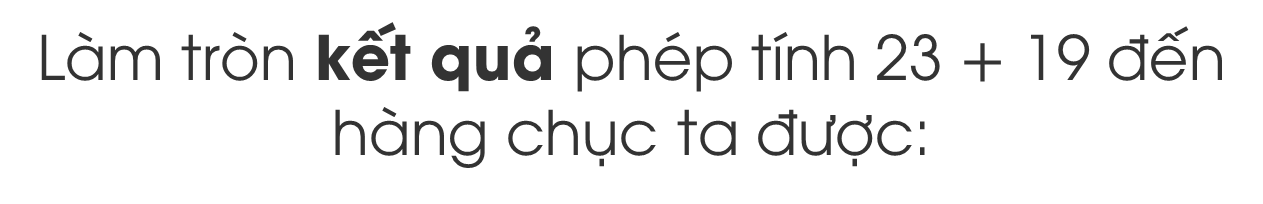 Làm tròn kết quả phép tính 23 + 19 đến
hàng chục ta được: